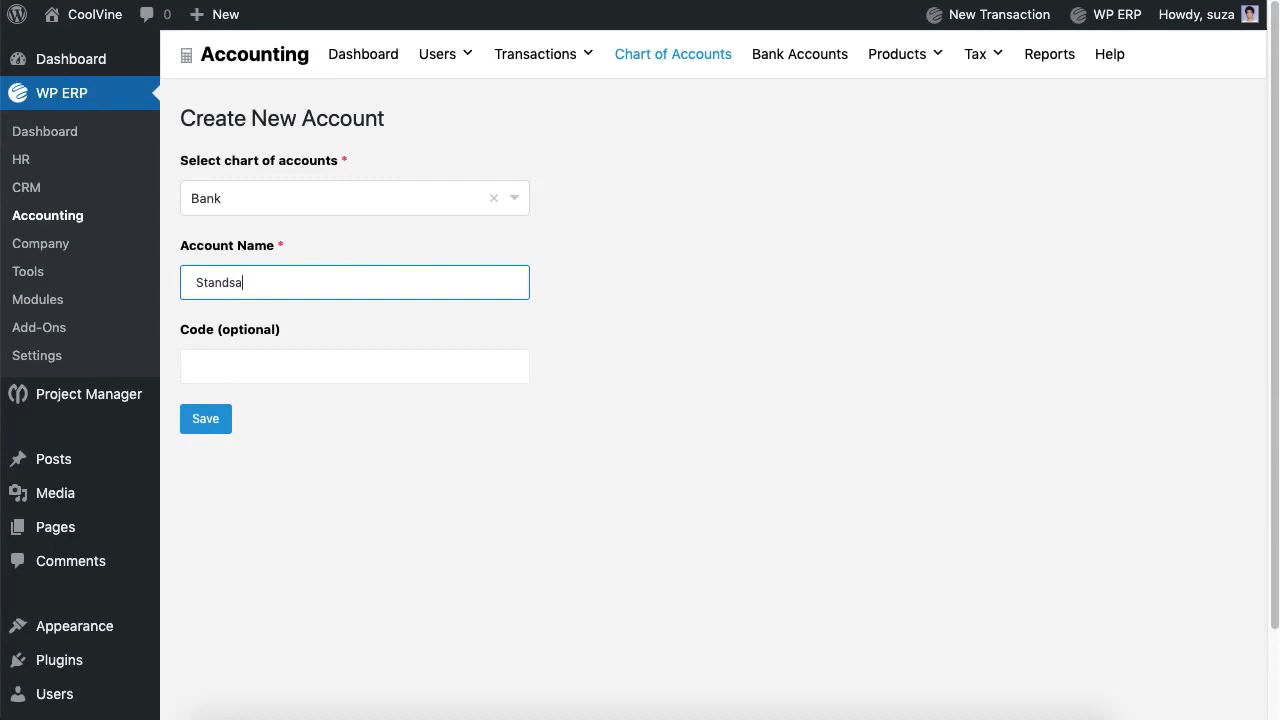 CoolVine 0 New New Transaction WP ERP Howdy, suza
Dashboard
WP ERP
Dashboard
HR
CRM
Accounting
Company
Tools
Modules
Add-Ons
Settings
Project Manager
Posts
Media
Pages
Comments
Appearance
Plugins
Users
Accounting Dashboard Users Transactions Chart of Accounts Bank Accounts Products Tax Reports Help
Create New Account
Select chart of accounts *
Bank
Account Name *
Standsa
Code (optional)
Save